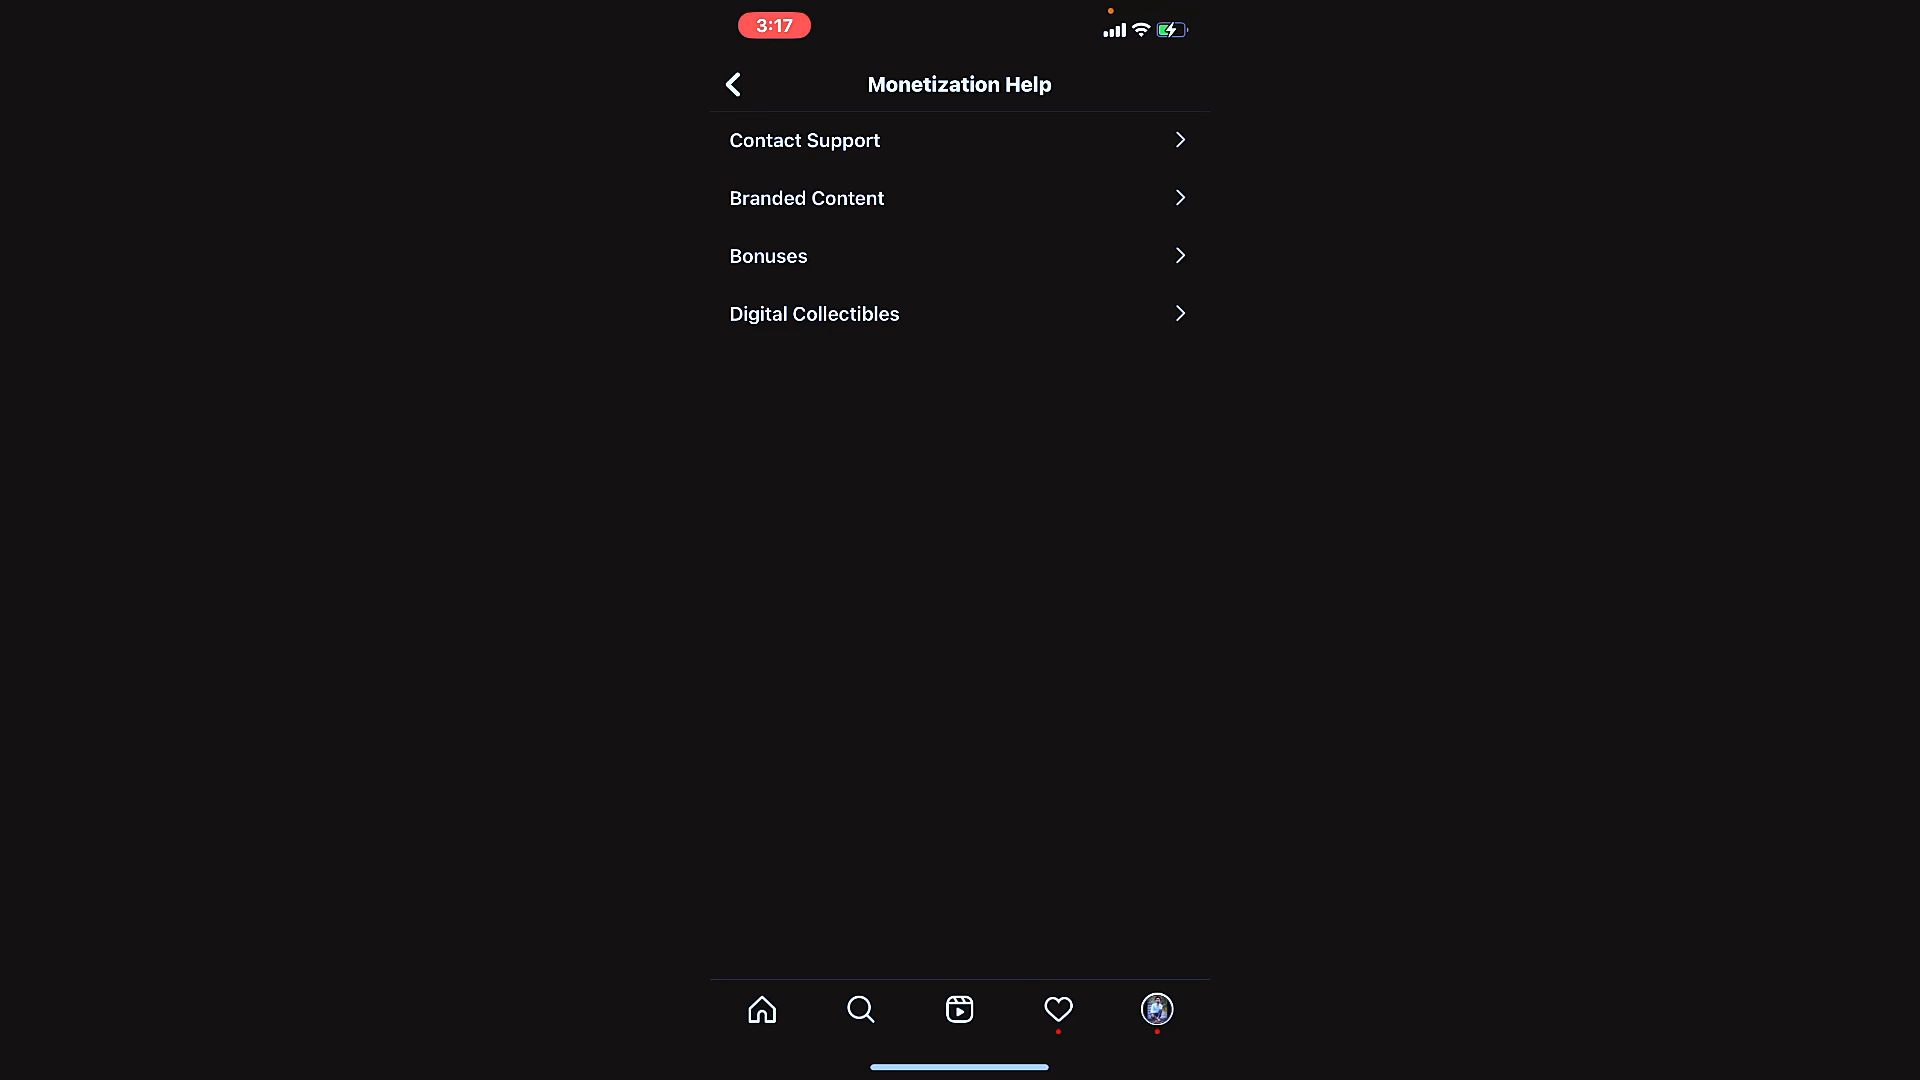 3:17
Monetization Help
Contact Support
Branded Content
Bonuses
Digital Collectibles